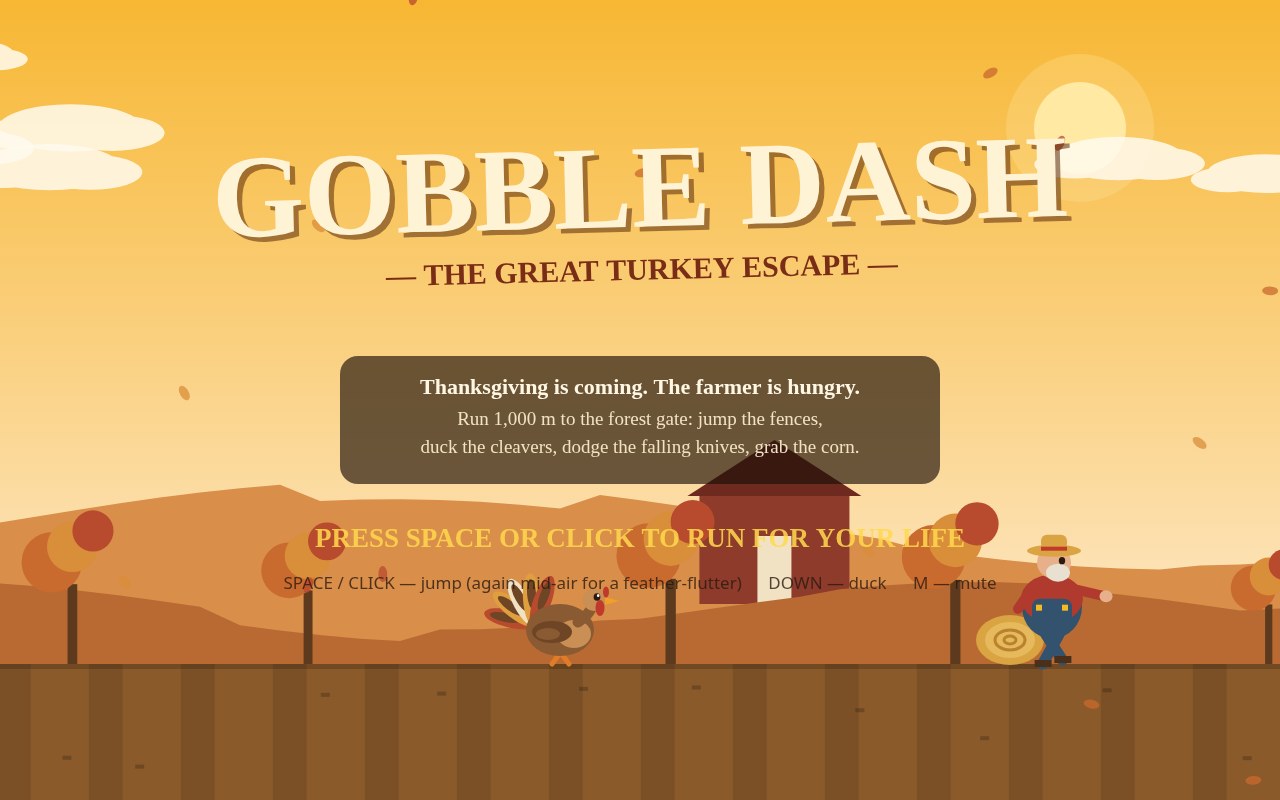 GOBBLE DASH
— THE GREAT TURKEY ESCAPE —
Thanksgiving is coming. The farmer is hungry.
Run 1,000 m to the forest gate: jump the fences,
duck the cleavers, dodge the falling knives, grab the corn.
PRESS SPACE OR CLICK TO RUN FOR YOUR LIFE
SPACE / CLICK — jump (again mid-air for a feather-flutter) DOWN — duck M — mute